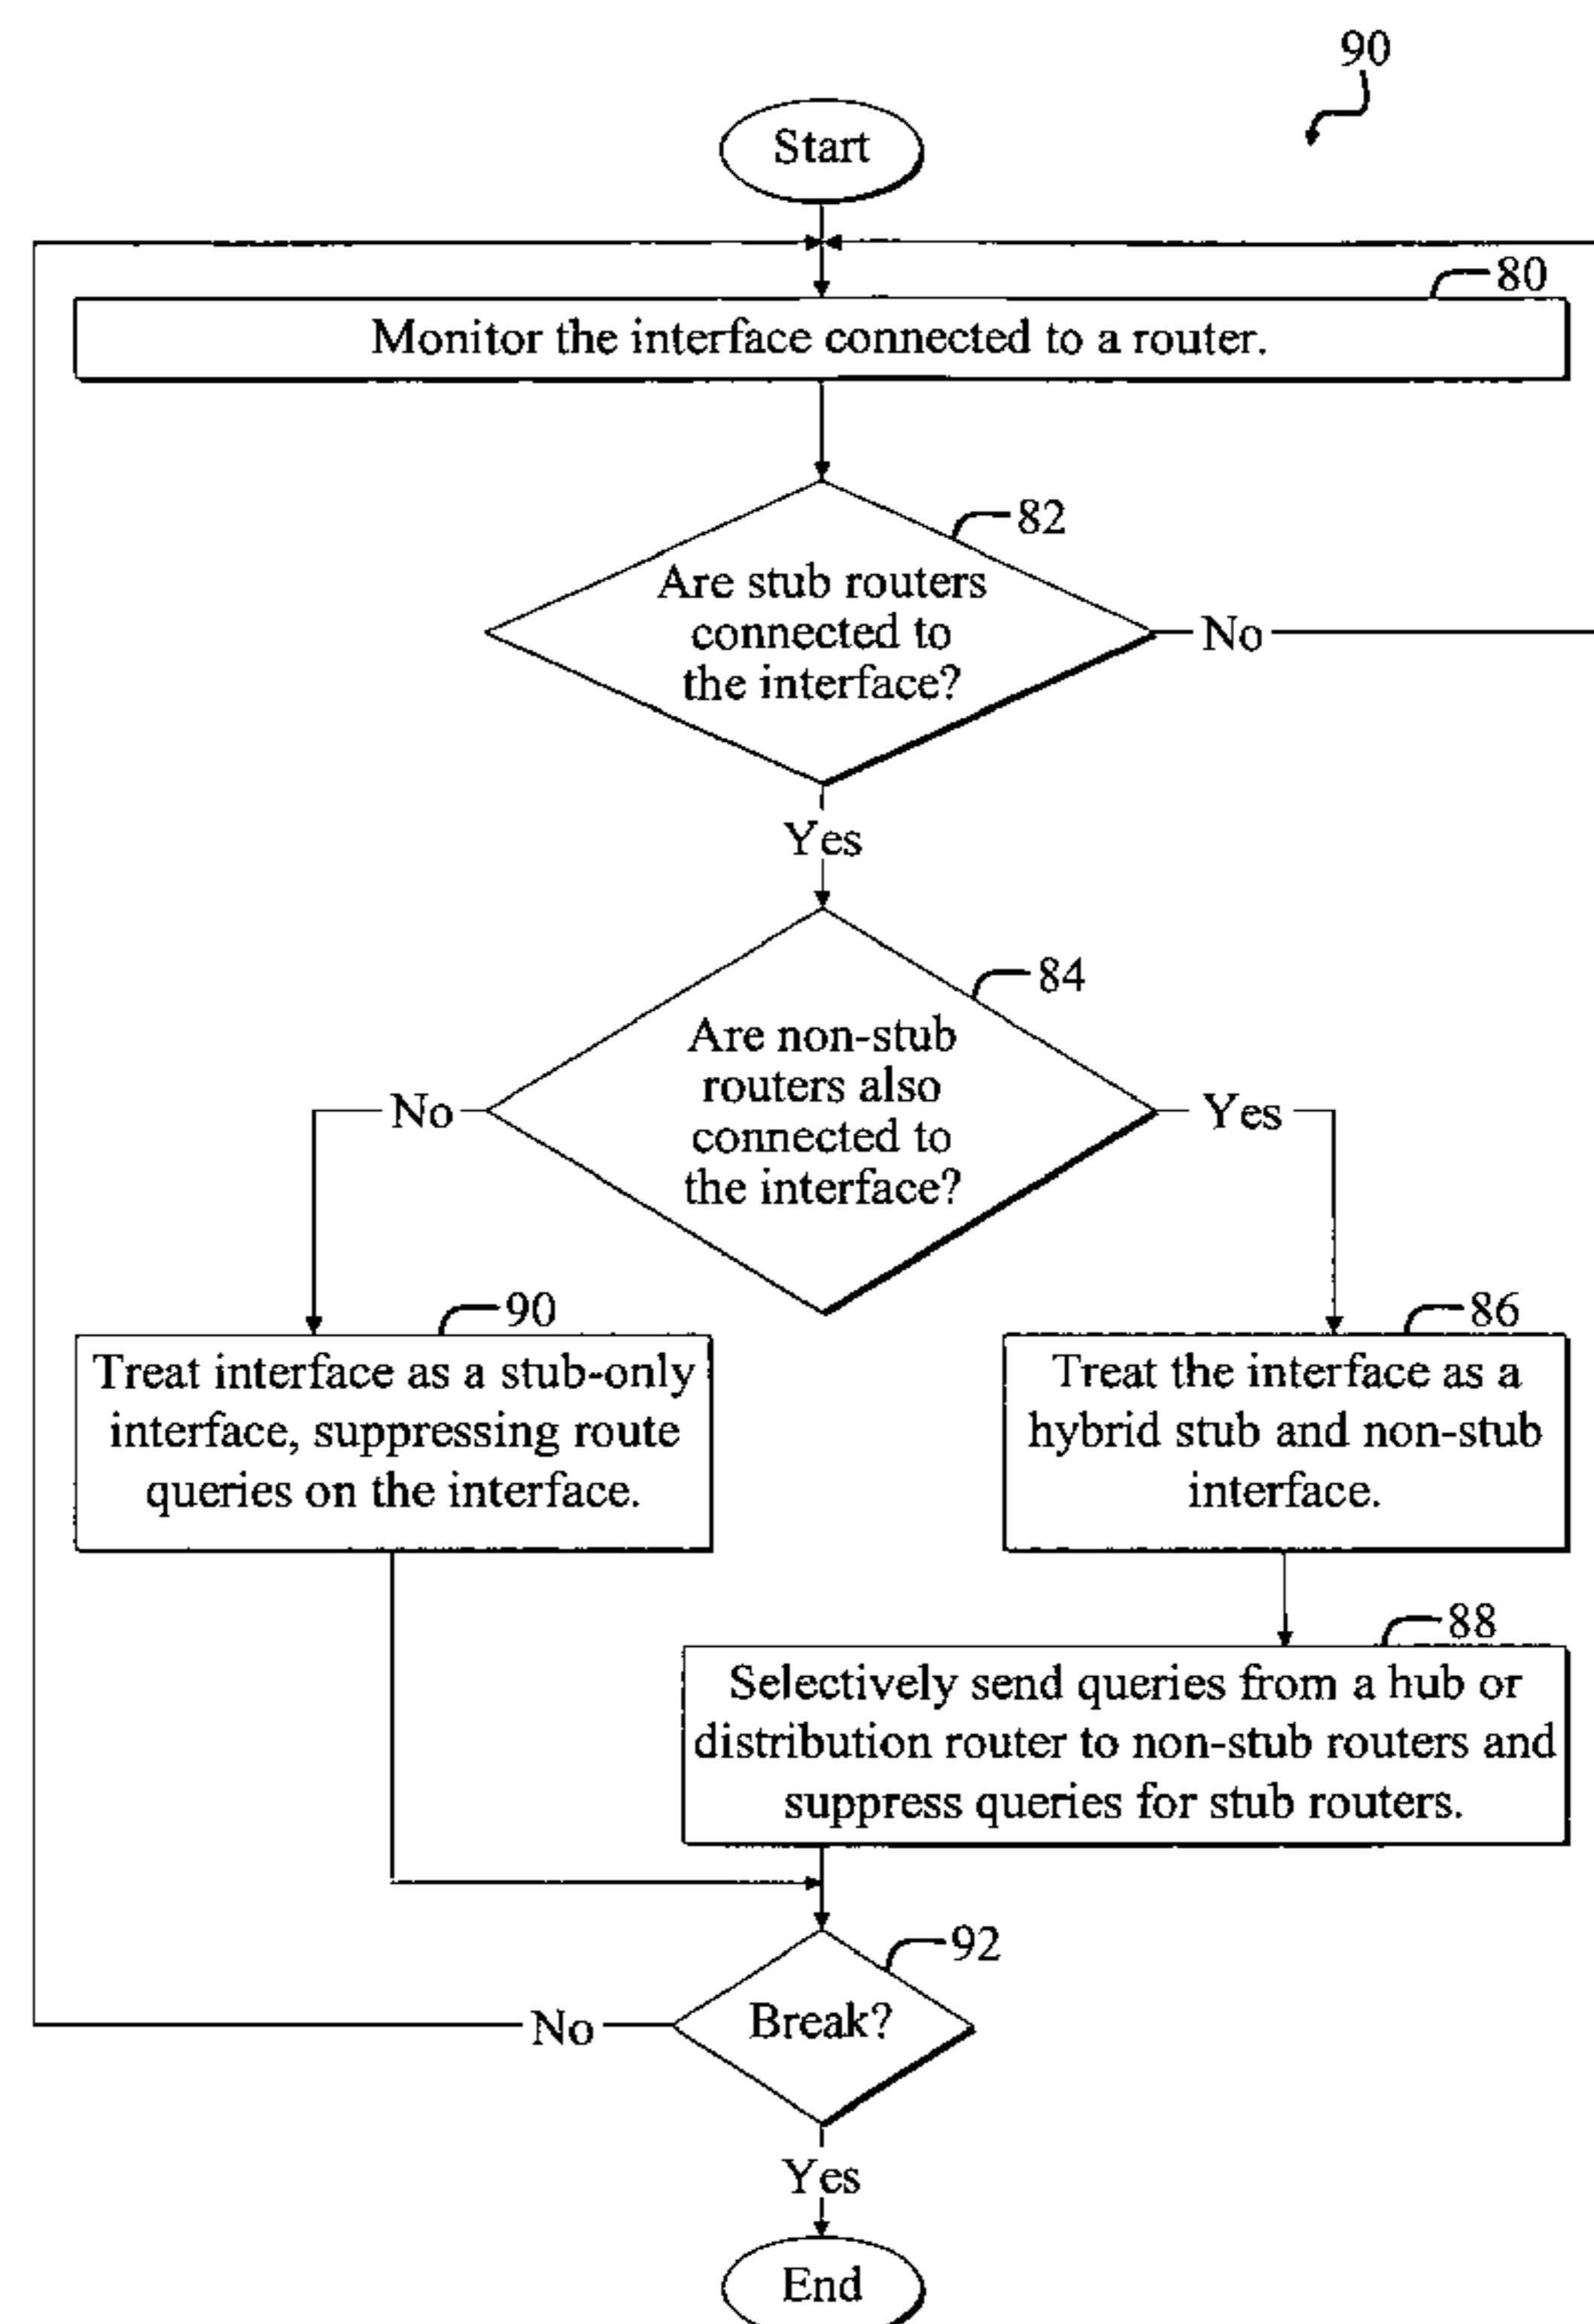 90
Start
80
Monitor the interface connected to a router.
82
Are stub routers
connected to
the interface?
No
Yes
84
Are non-stub
routers also
connected to
the interface?
No
Yes
90
Treat interface as a stub-only
interface, suppressing route
queries on the interface.
86
Treat the interface as a
hybrid stub and non-stub
interface.
88
Selectively send queries from a hub or
distribution router to non-stub routers and
suppress queries for stub routers.
92
Break?
No
Yes
End